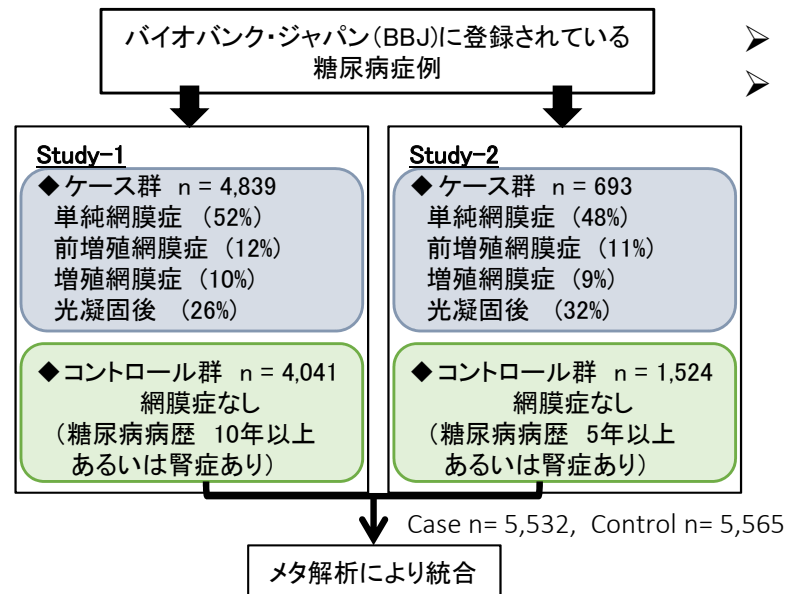 バイオバンク・ジャパン(BBJ)に登録されている
糖尿病症例
➢
➢
Study-1
◆ケース群 n = 4,839
単純網膜症 (52%)
前増殖網膜症 (12%)
増殖網膜症 (10%)
光凝固後 (26%)
◆コントロール群 n = 4,041
網膜症なし
(糖尿病病歴 10年以上
あるいは腎症あり)
Study-2
◆ケース群 n = 693
単純網膜症 (48%)
前増殖網膜症 (11%)
増殖網膜症 (9%)
光凝固後 (32%)
◆コントロール群 n = 1,524
網膜症なし
(糖尿病病歴 5年以上
あるいは腎症あり)
Case n= 5,532, Control n= 5,565
メタ解析により統合